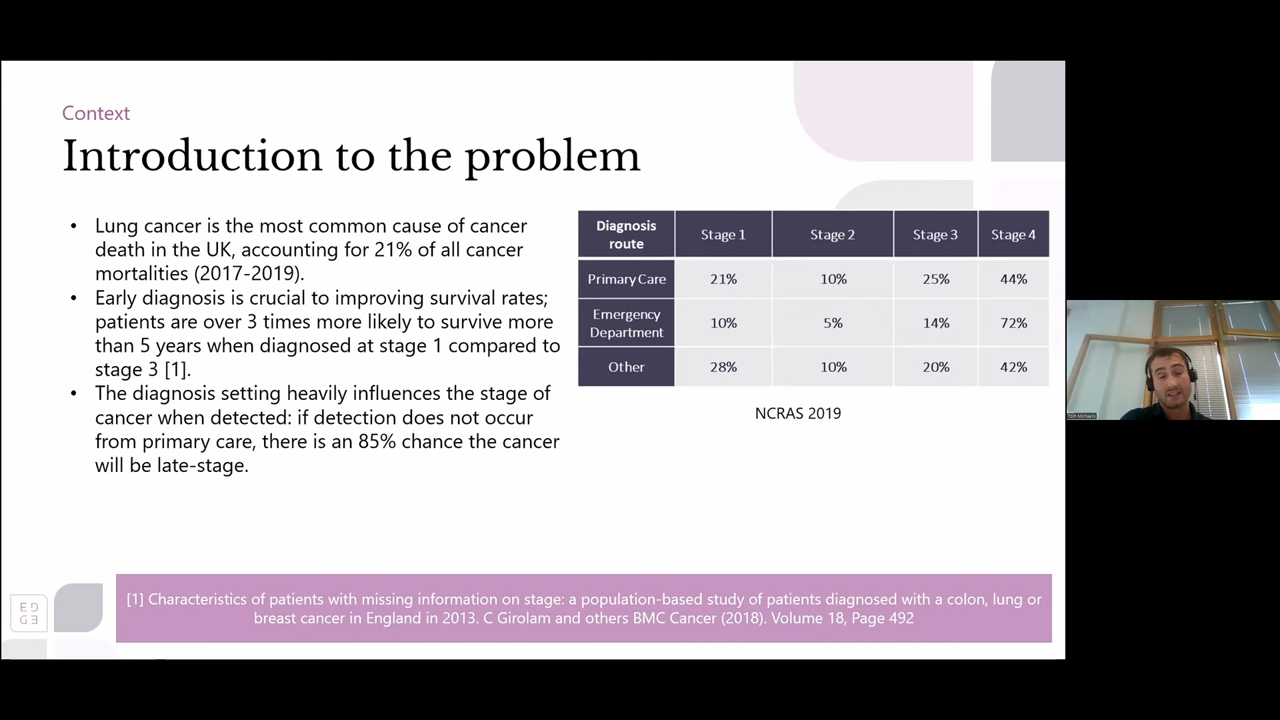 Context
Introduction to the problem
• Lung cancer is the most common cause of cancer
death in the UK, accounting for 21% of all cancer
mortalities (2017-2019).
• Early diagnosis is crucial to improving survival rates;
patients are over 3 times more likely to survive more
than 5 years when diagnosed at stage 1 compared to
stage 3 [1].
• The diagnosis setting heavily influences the stage of
cancer when detected: if detection does not occur
from primary care, there is an 85% chance the cancer
will be late-stage.
Diagnosis route Stage 1 Stage 2 Stage 3 Stage 4
Primary Care 21% 10% 25% 44%
Emergency Department 10% 5% 14% 72%
Other 28% 10% 20% 42%
NCRAS 2019
Tom Michaelis
[1] Characteristics of patients with missing information on stage: a population-based study of patients diagnosed with a colon, lung or
breast cancer in England in 2013. C Girolam and others BMC Cancer (2018). Volume 18, Page 492
ED
GE